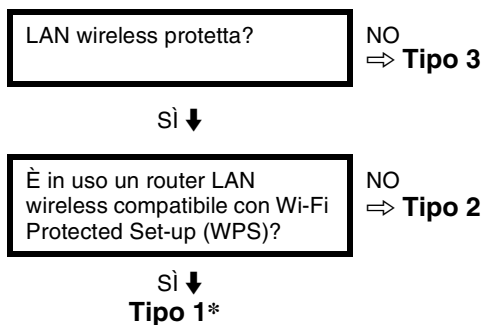 LAN wireless protetta?
NO
⇨ Tipo 3
SÌ ⬇
È in uso un router LAN
wireless compatibile con Wi-Fi
Protected Set-up (WPS)?
NO
⇨ Tipo 2
SÌ ⬇
Tipo 1*